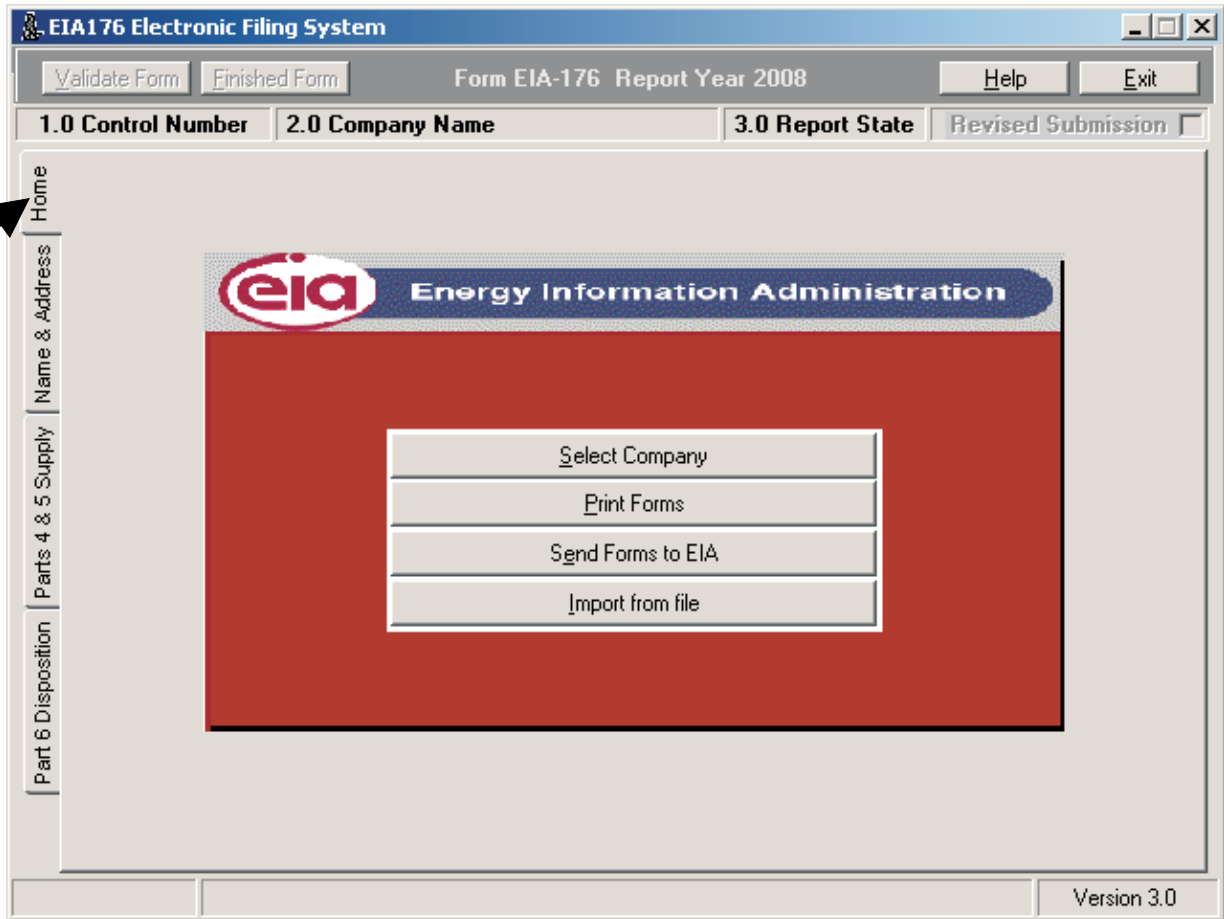 EIA176 Electronic Filing System
Validate Form Finished Form Form EIA-176 Report Year 2008 Help Exit
1.0 Control Number 2.0 Company Name 3.0 Report State Revised Submission
Home
Name & Address
Parts 4 & 5 Supply
Part 6 Disposition
eia Energy Information Administration
Select Company
Print Forms
Send Forms to EIA
Import from file
Version 3.0